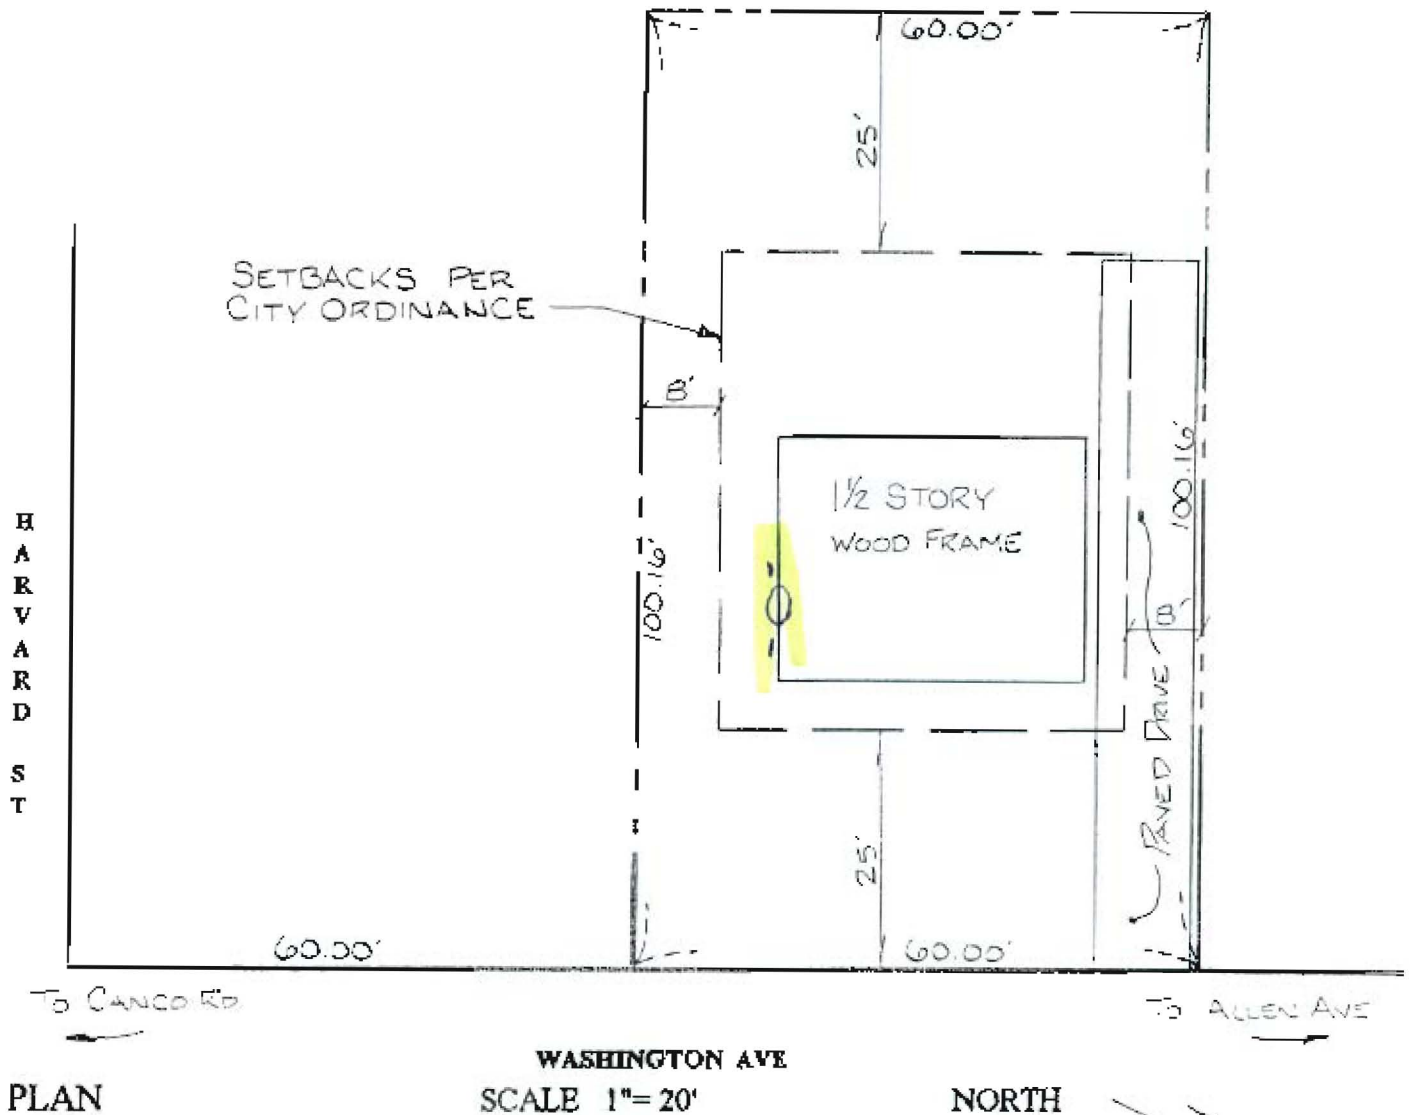 60.00'
25'
SETBACKS PER
CITY ORDINANCE
8'
100.16'
1½ STORY
WOOD FRAME
100.16'
8'
HARVARD ST
PAVED DRIVE
25'
60.00'
60.00'
TO CANCO RD
TO ALLEN AVE
WASHINGTON AVE
PLAN
SCALE 1"= 20'
NORTH